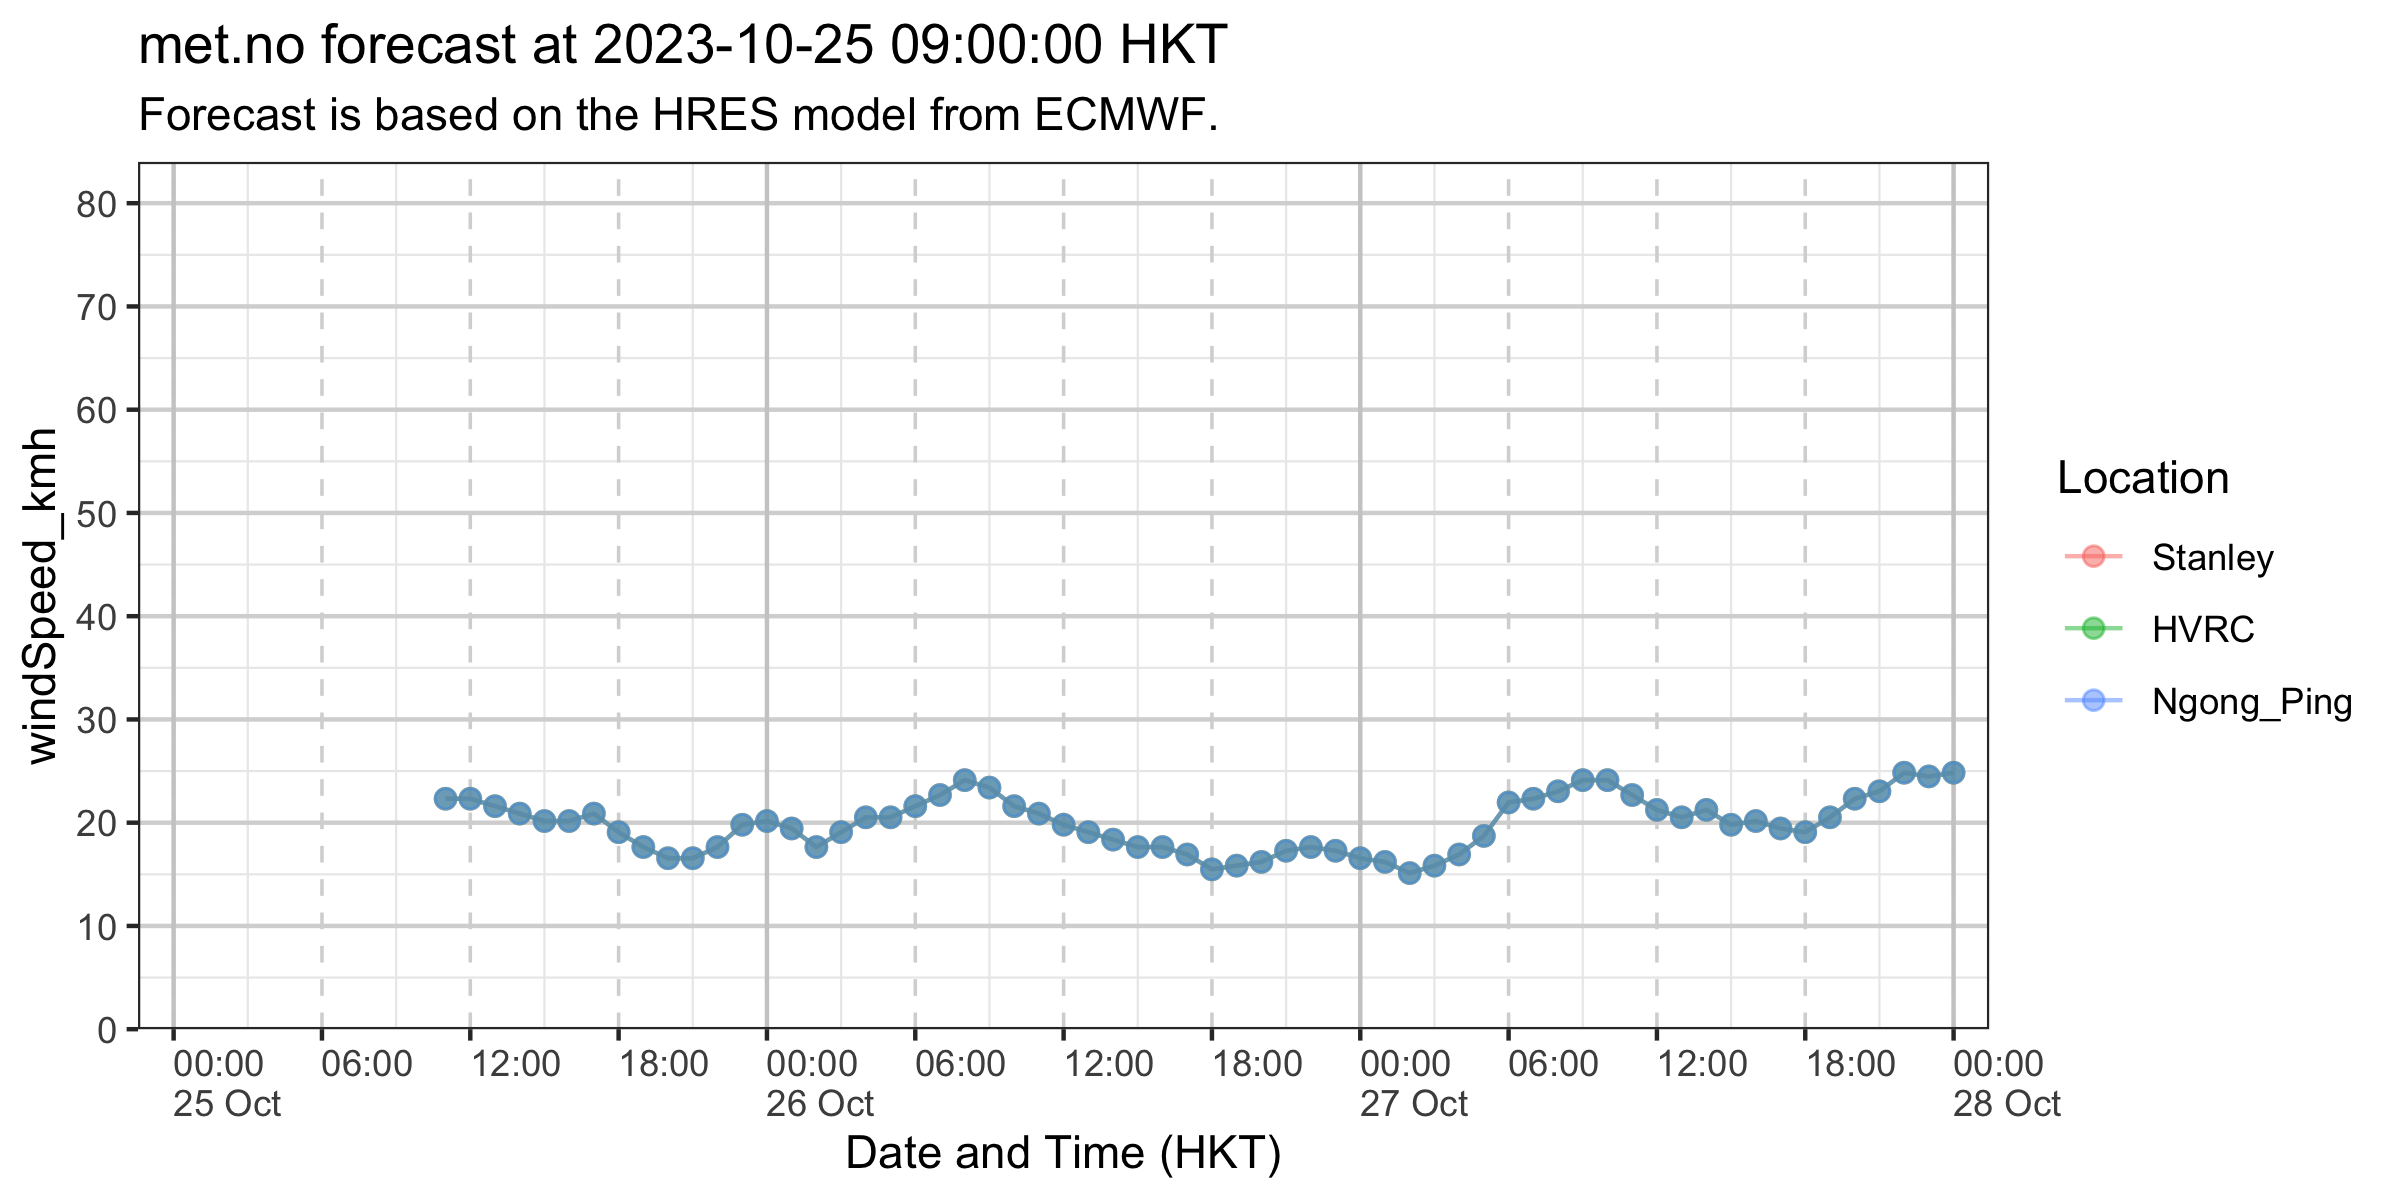 met.no forecast at 2023-10-25 09:00:00 HKT
Forecast is based on the HRES model from ECMWF.
windSpeed_kmh
80
70
60
50
40
30
20
10
0
00:00 06:00 12:00 18:00 00:00 06:00 12:00 18:00 00:00 06:00 12:00 18:00 00:00
25 Oct 26 Oct 27 Oct 28 Oct
Date and Time (HKT)
Location
Stanley
HVRC
Ngong_Ping